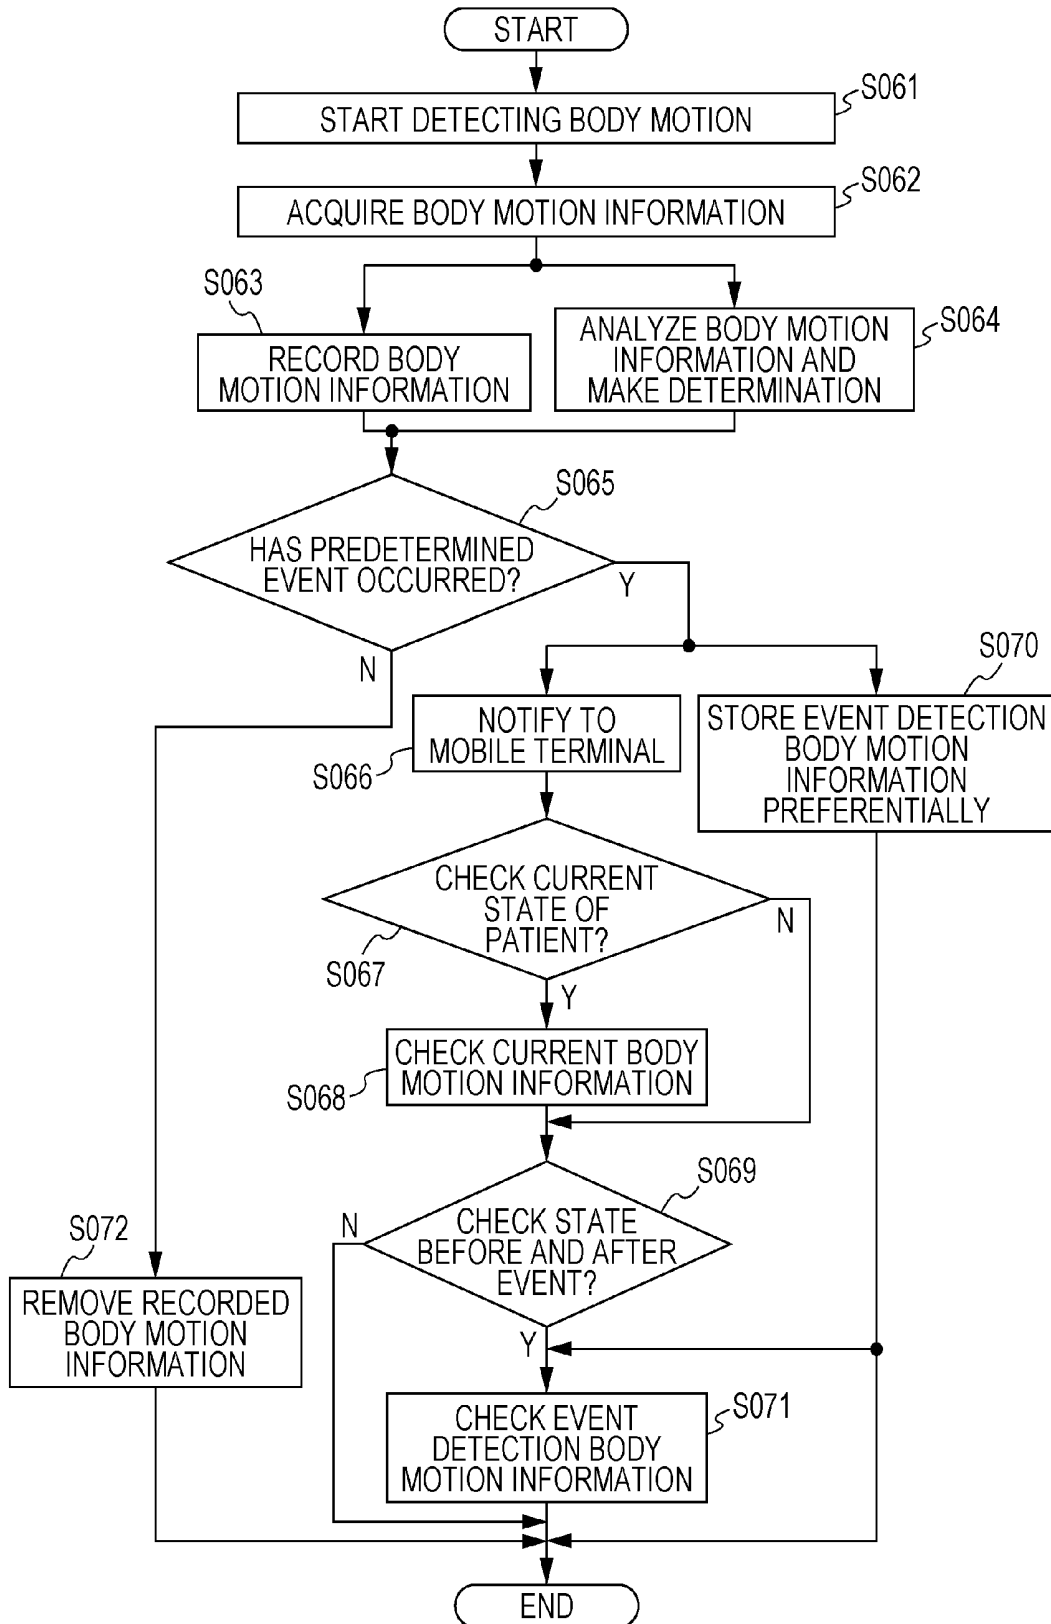 START
S061
START DETECTING BODY MOTION
S062
ACQUIRE BODY MOTION INFORMATION
S063
RECORD BODY
MOTION INFORMATION
S064
ANALYZE BODY MOTION
INFORMATION AND
MAKE DETERMINATION
S065
HAS PREDETERMINED
EVENT OCCURRED?
Y
N
S070
NOTIFY TO
MOBILE TERMINAL
S066
STORE EVENT DETECTION
BODY MOTION
INFORMATION
PREFERENTIALLY
CHECK CURRENT
STATE OF
PATIENT?
N
S067
Y
CHECK CURRENT BODY
MOTION INFORMATION
S068
S069
N
CHECK STATE
BEFORE AND AFTER
EVENT?
Y
S072
REMOVE RECORDED
BODY MOTION
INFORMATION
S071
CHECK EVENT
DETECTION BODY
MOTION INFORMATION
END